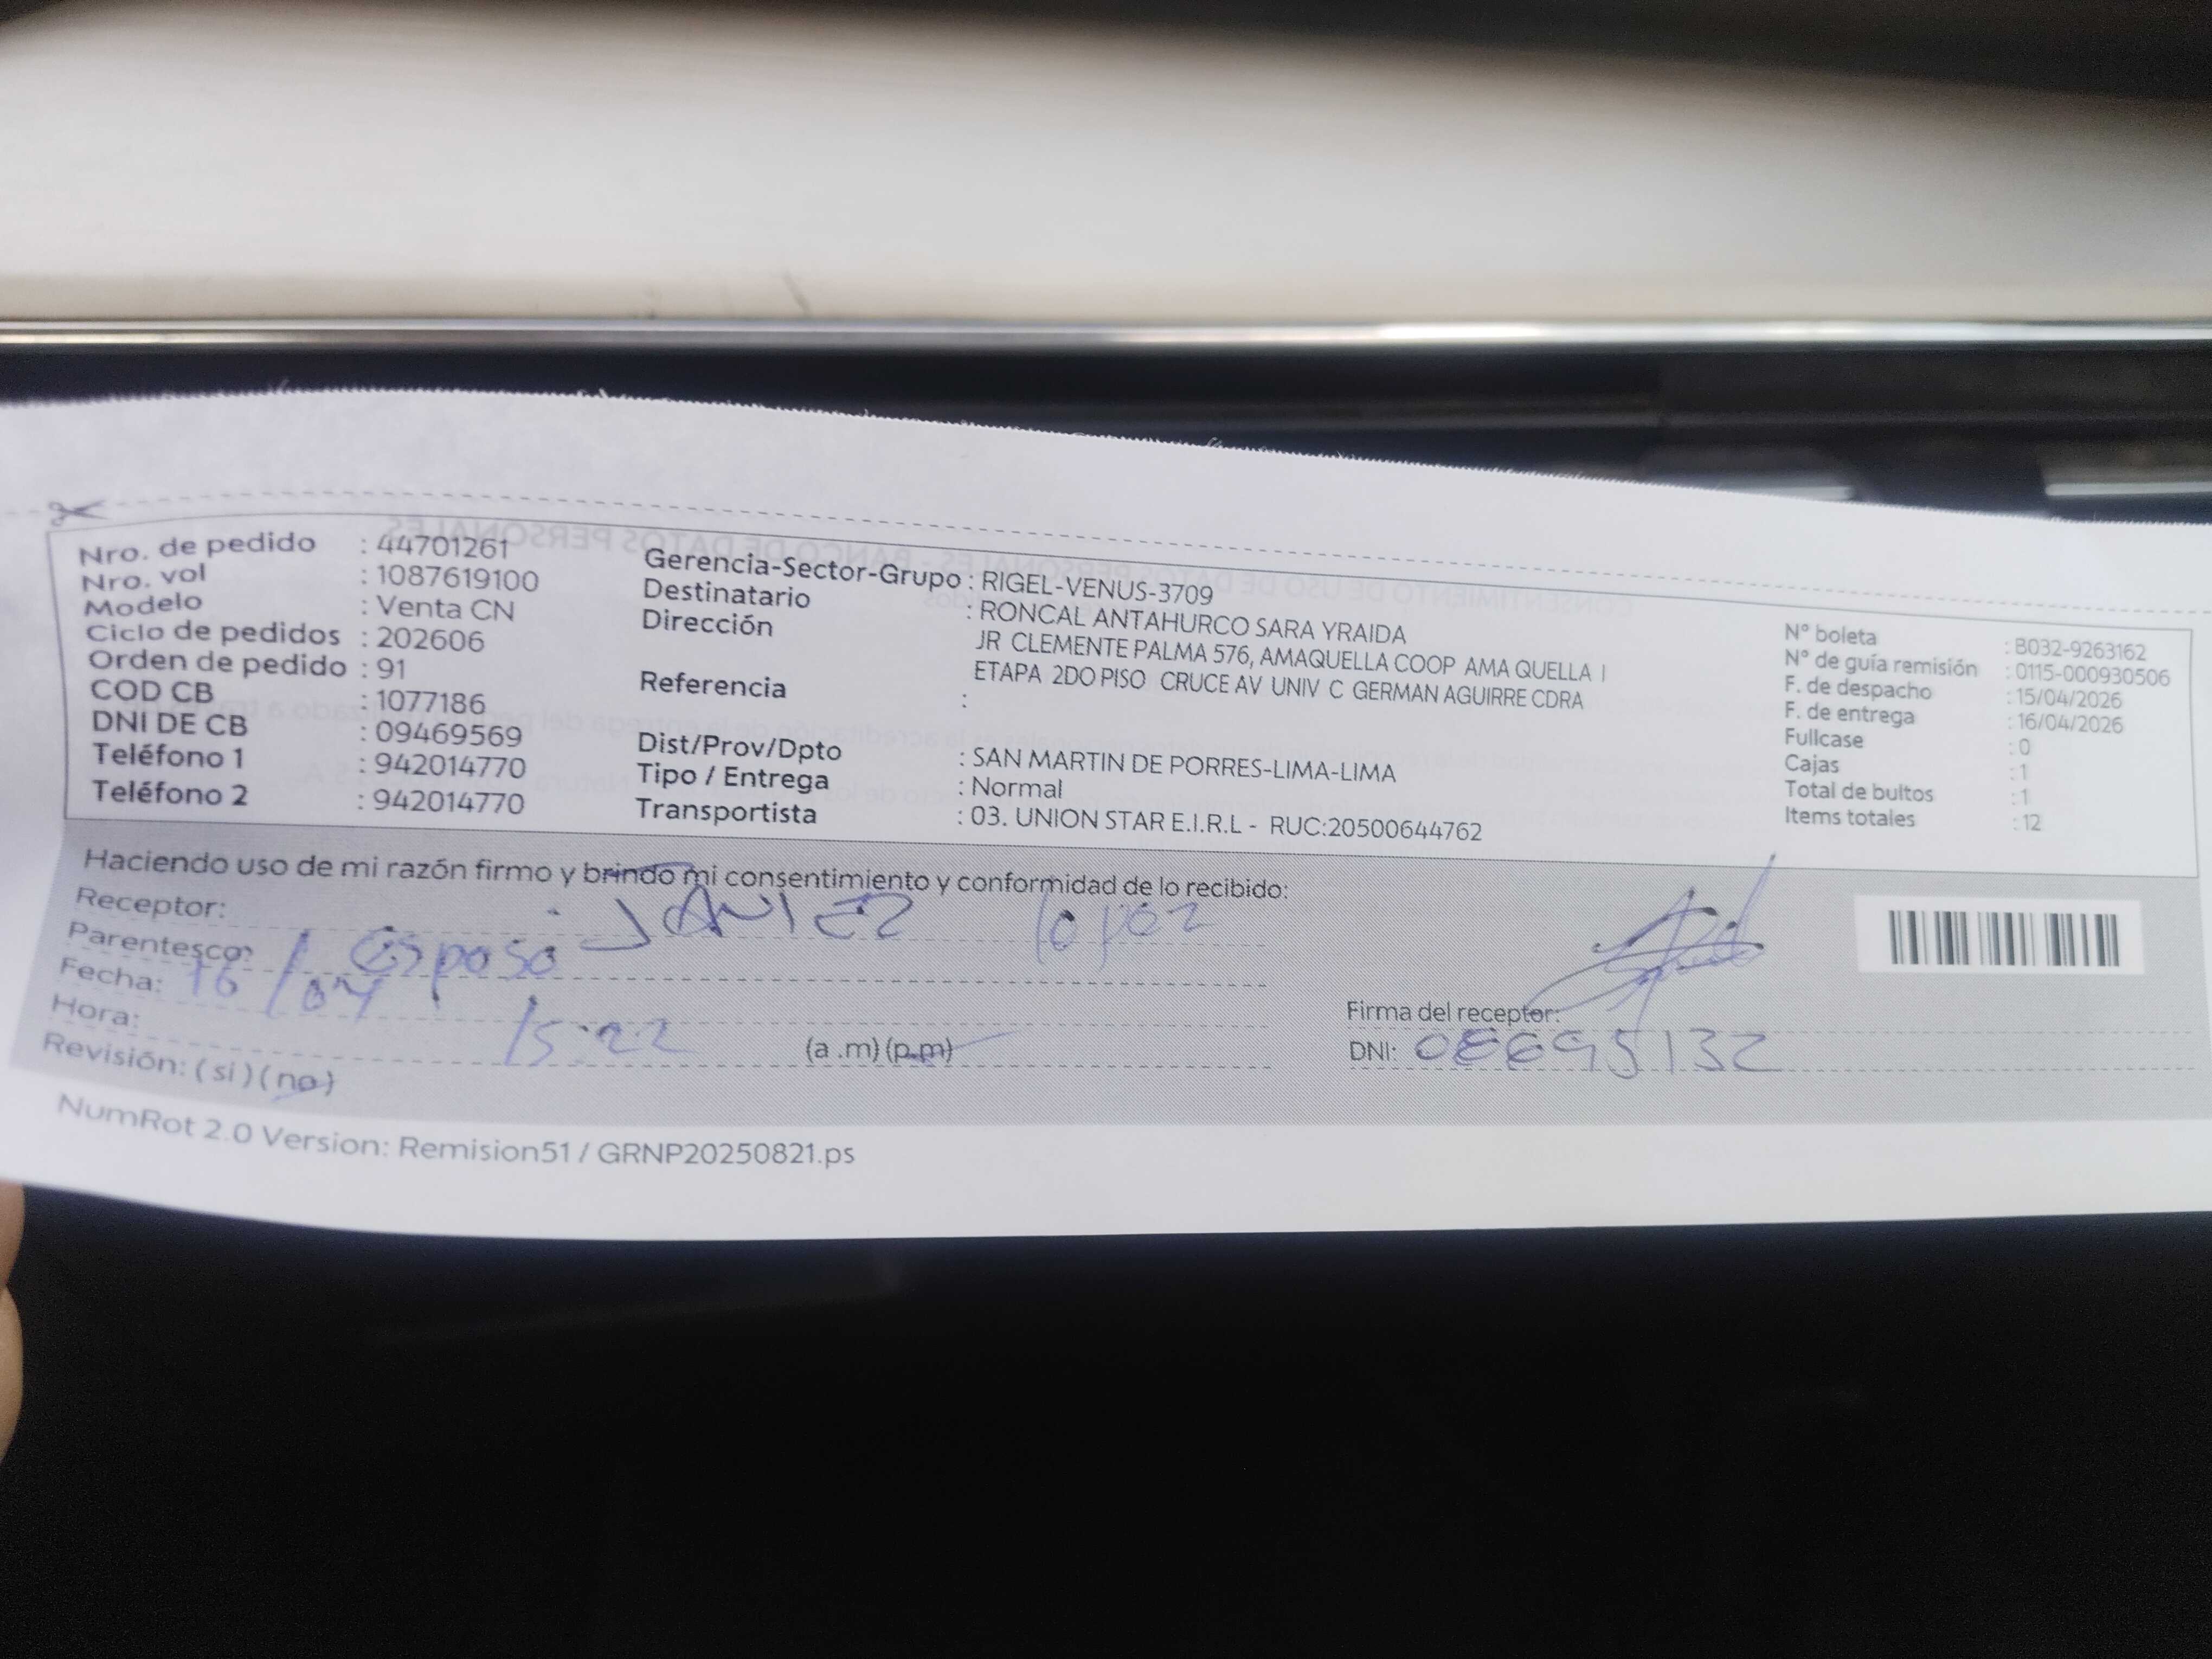 Nro. de pedido : 44701261
Nro. vol : 1087619100
Modelo : Venta CN
Ciclo de pedidos : 202606
Orden de pedido : 91
COD CB : 1077186
DNI DE CB : 09469569
Teléfono 1 : 942014770
Teléfono 2 : 942014770
Gerencia-Sector-Grupo : RIGEL-VENUS-3709
Destinatario : RONCAL ANTAHURCO SARA YRAIDA
Dirección JR CLEMENTE PALMA 576, AMAQUELLA COOP AMA QUELLA I
ETAPA 2DO PISO CRUCE AV UNIV C GERMAN AGUIRRE CDRA
Referencia :
Dist/Prov/Dpto : SAN MARTIN DE PORRES-LIMA-LIMA
Tipo / Entrega : Normal
Transportista : 03. UNION STAR E.I.R.L - RUC:20500644762
N° boleta : B032-9263162
N° de guía remisión : 0115-000930506
F. de despacho : 15/04/2026
F. de entrega : 16/04/2026
Fullcase : 0
Cajas : 1
Total de bultos : 1
Items totales : 12
Haciendo uso de mi razón firmo y brindo mi consentimiento y conformidad de lo recibido:
Receptor: JAVIER lopez
Parentesco: Esposo
Fecha: 16/04
Hora: 15:22 (a .m) (p.m)
Revisión: ( si ) ( no )
Firma del receptor:
DNI: 08695132
NumRot 2.0 Version: Remision51 / GRNP20250821.ps